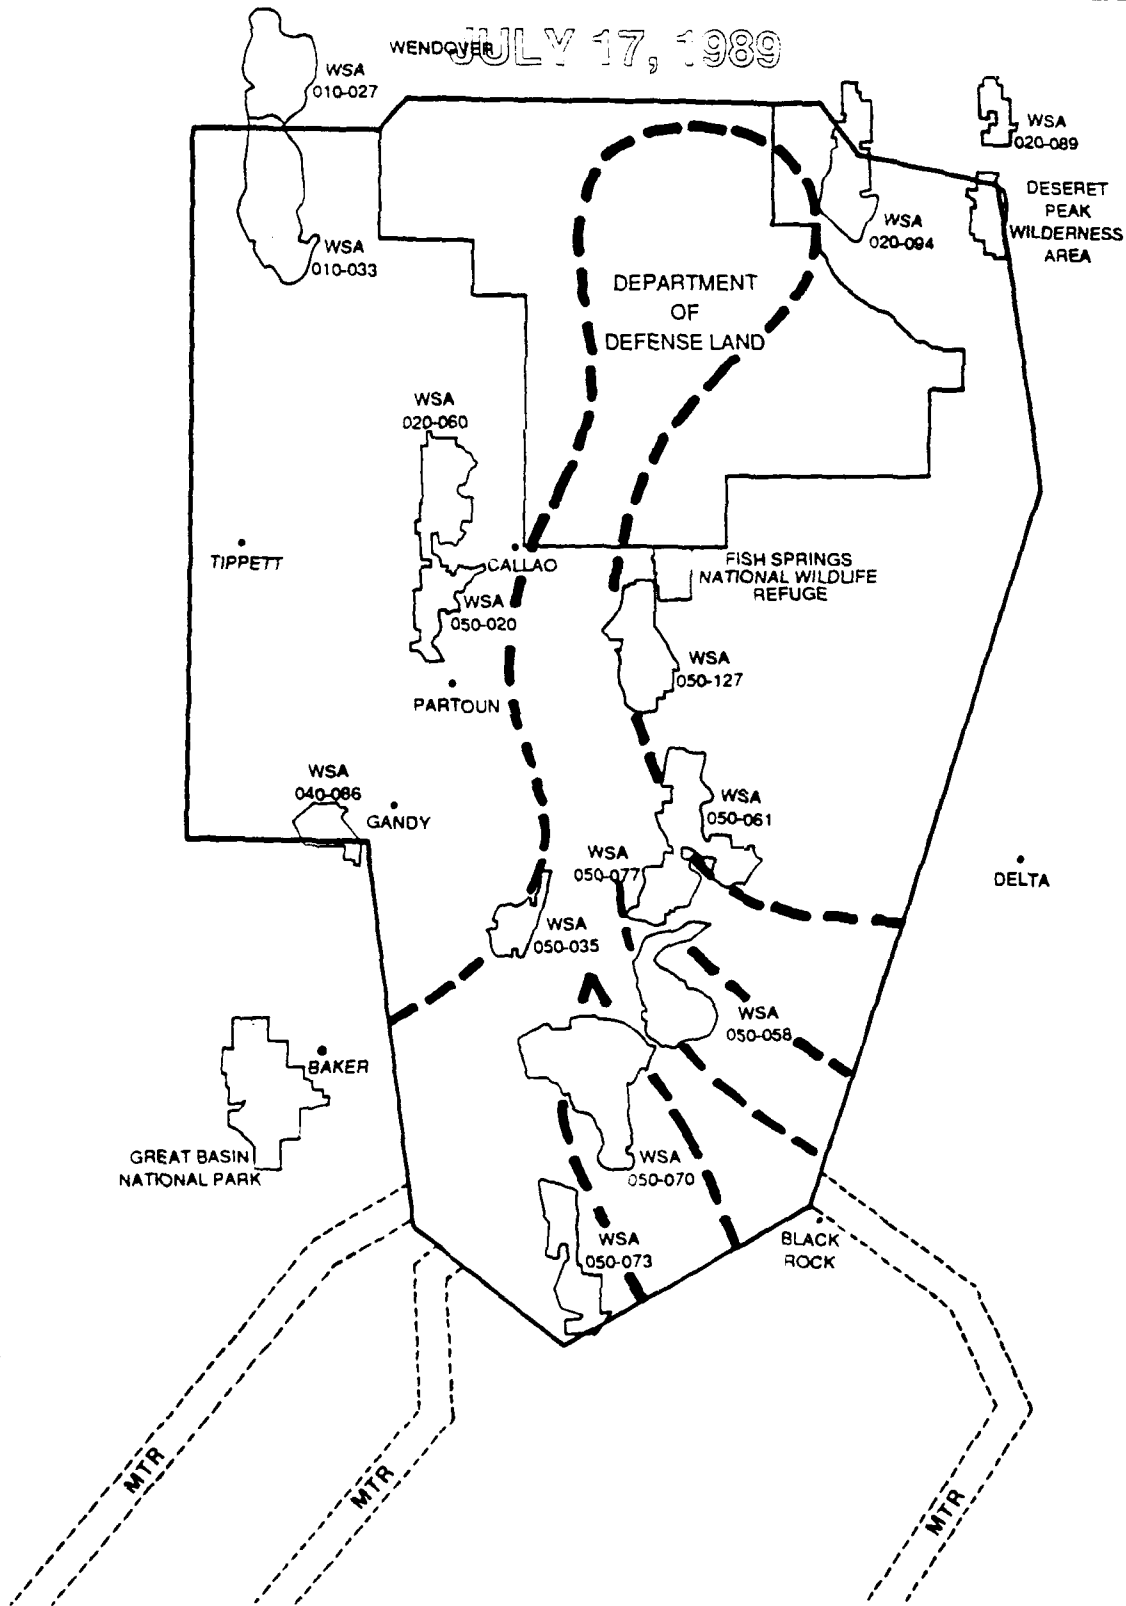 JULY 17, 1989
WENDOVER
WSA
010-027
WSA
020-089
DESERET
PEAK
WILDERNESS
AREA
WSA
020-094
WSA
010-033
DEPARTMENT
OF
DEFENSE LAND
WSA
020-060
TIPPETT
CALLAO
FISH SPRINGS
NATIONAL WILDLIFE
REFUGE
WSA
050-020
WSA
050-127
PARTOUN
WSA
040-086
GANDY
WSA
050-061
WSA
050-077
DELTA
WSA
050-035
WSA
050-058
BAKER
GREAT BASIN
NATIONAL PARK
WSA
050-070
WSA
050-073
BLACK
ROCK
MTR
MTR
MTR